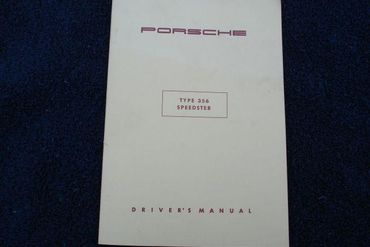 PORSCHE
TYPE 356
SPEEDSTER
DRIVER'S MANUAL